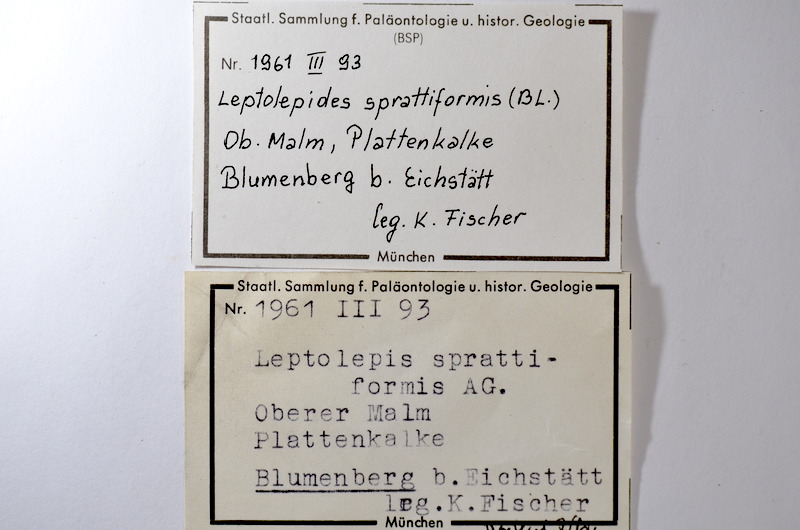 Staatl. Sammlung f. Paläontologie u. histor. Geologie
(BSP)
Nr. 1961 III 93
Leptolepides sprattiformis (BL.)
Ob. Malm, Plattenkalke
Blumenberg b. Eichstätt
leg. K. Fischer
München
Staatl. Sammlung f. Paläontologie u. histor. Geologie
Nr. 1961 III 93
Leptolepis spratti-
formis AG.
Oberer Malm
Plattenkalke
Blumenberg b.Eichstätt
leg.K.Fischer
München